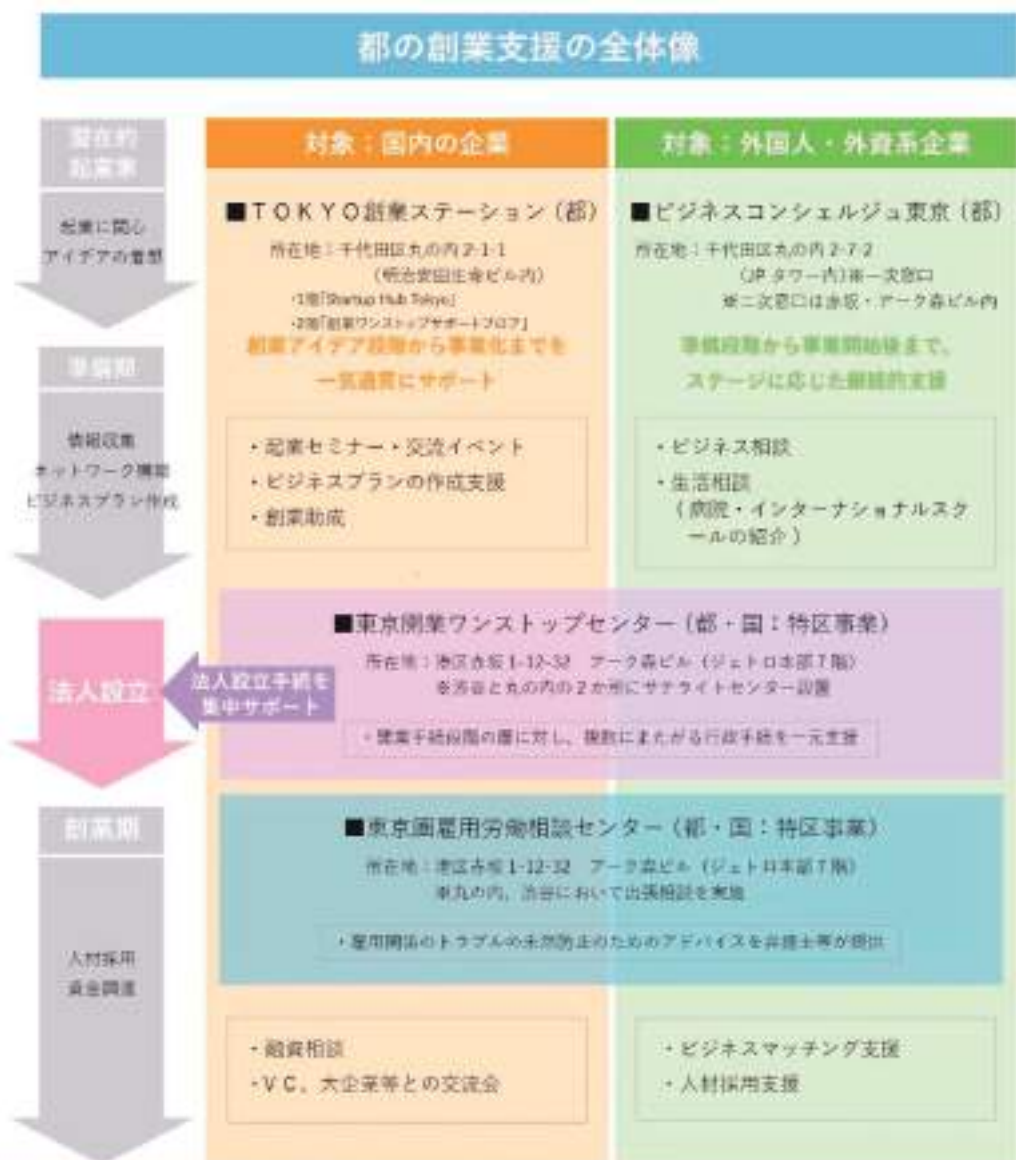 都の創業支援の全体像
潜在的
起業家
起業に関心
アイデアの着想
準備期
情報収集
ネットワーク構築
ビジネスプラン作成
法人設立
法人設立手続を
集中サポート
創業期
人材採用
資金調達
対象：国内の企業
■TOKYO創業ステーション（都）
所在地：千代田区丸の内2-1-1
（明治安田生命ビル内）
・1階「Startup Hub Tokyo」
・2階「創業ワンストップサポートフロア」
創業アイデア段階から事業化までを
一気通貫にサポート
・起業セミナー・交流イベント
・ビジネスプランの作成支援
・創業助成
対象：外国人・外資系企業
■ビジネスコンシェルジュ東京（都）
所在地：千代田区丸の内2-7-2
（JPタワー内）※一次窓口
※二次窓口は赤坂・アーク森ビル内
準備段階から事業開始後まで、
ステージに応じた継続的支援
・ビジネス相談
・生活相談
（病院・インターナショナルスク
ールの紹介）
■東京開業ワンストップセンター（都・国：特区事業）
所在地：港区赤坂1-12-32　アーク森ビル（ジェトロ本部7階）
※渋谷と丸の内の2か所にサテライトセンター設置
・開業手続段階の層に対し、複数にまたがる行政手続を一元支援
■東京圏雇用労働相談センター（都・国：特区事業）
所在地：港区赤坂1-12-32　アーク森ビル（ジェトロ本部7階）
※丸の内、渋谷において出張相談を実施
・雇用関係のトラブルの未然防止のためのアドバイスを弁護士等が提供
・融資相談
・VC、大企業等との交流会
・ビジネスマッチング支援
・人材採用支援